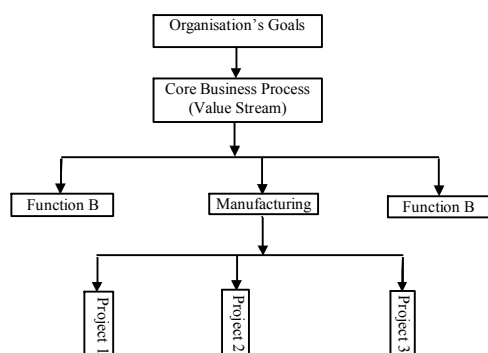 Organisation’s Goals
Core Business Process
(Value Stream)
Function B
Manufacturing
Function B
Project 1
Project 2
Project 3